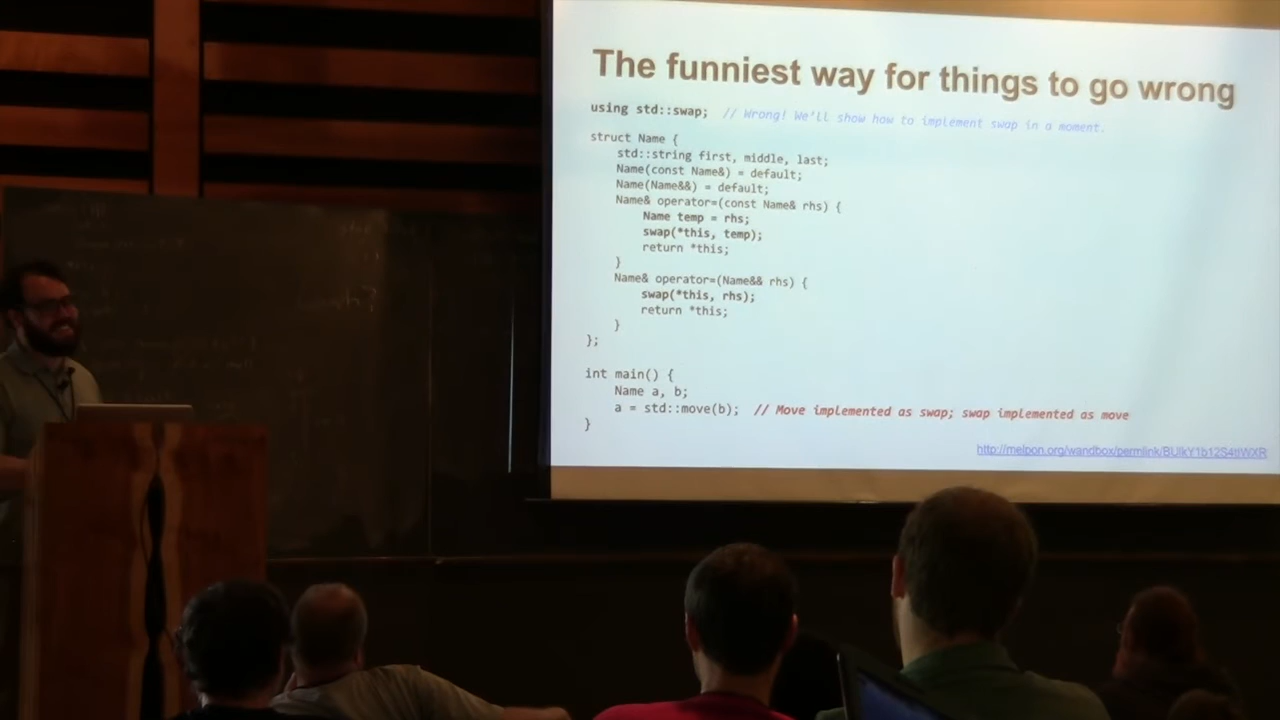 The funniest way for things to go wrong
using std::swap; // Wrong! We'll show how to implement swap in a moment.
struct Name {
std::string first, middle, last;
Name(const Name&) = default;
Name(Name&&) = default;
Name& operator=(const Name& rhs) {
Name temp = rhs;
swap(*this, temp);
return *this;
}
Name& operator=(Name&& rhs) {
swap(*this, rhs);
return *this;
}
};
int main() {
Name a, b;
a = std::move(b); // Move implemented as swap; swap implemented as move
}